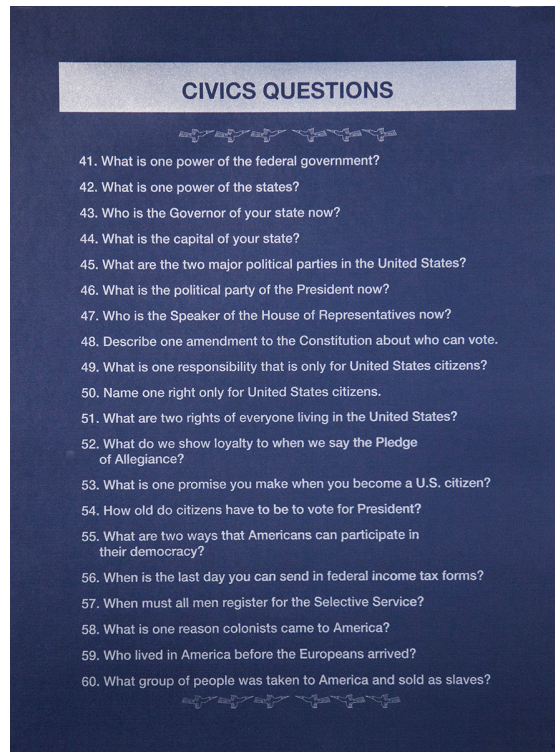 CIVICS QUESTIONS
41. What is one power of the federal government?
42. What is one power of the states?
43. Who is the Governor of your state now?
44. What is the capital of your state?
45. What are the two major political parties in the United States?
46. What is the political party of the President now?
47. Who is the Speaker of the House of Representatives now?
48. Describe one amendment to the Constitution about who can vote.
49. What is one responsibility that is only for United States citizens?
50. Name one right only for United States citizens.
51. What are two rights of everyone living in the United States?
52. What do we show loyalty to when we say the Pledge
of Allegiance?
53. What is one promise you make when you become a U.S. citizen?
54. How old do citizens have to be to vote for President?
55. What are two ways that Americans can participate in
their democracy?
56. When is the last day you can send in federal income tax forms?
57. When must all men register for the Selective Service?
58. What is one reason colonists came to America?
59. Who lived in America before the Europeans arrived?
60. What group of people was taken to America and sold as slaves?